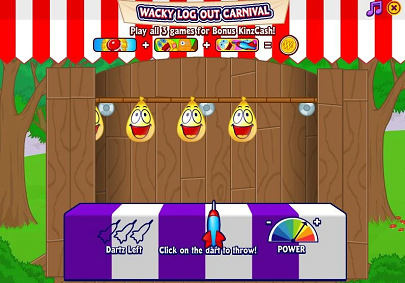 WACKY LOG OUT CARNIVAL
Play all 3 games for Bonus KinzCash!
+ + =
Dartz Left
Click on the dart to throw!
- +
POWER